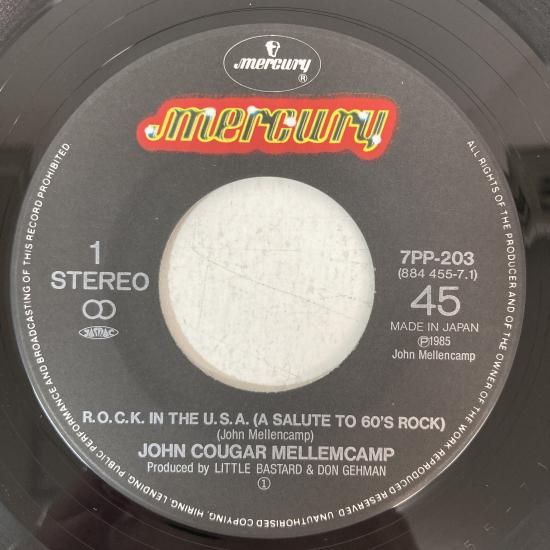 mercury
®
mercury
1
STEREO
JASRAC
7PP-203
(884 455-7.1)
45
MADE IN JAPAN
Ⓟ1985
John Mellencamp
R.O.C.K. IN THE U.S.A. (A SALUTE TO 60'S ROCK)
(John Mellencamp)
JOHN COUGAR MELLEMCAMP
Produced by LITTLE BASTARD & DON GEHMAN
①
ALL RIGHTS OF THE PRODUCER AND OF THE OWNER OF THE WORK REPRODUCED RESERVED UNAUTHORISED COPYING, HIRING, LENDING, PUBLIC PERFORMANCE AND BROADCASTING OF THIS RECORD PROHIBITED